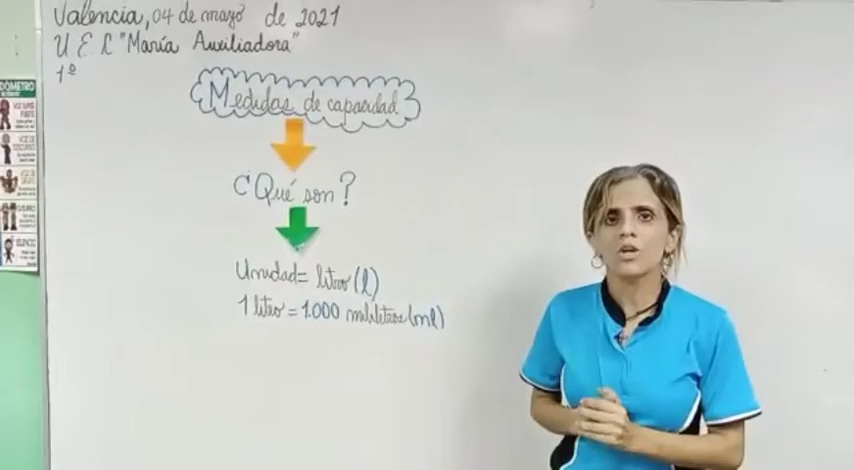 Valencia, 04 de mayo de 2021
U E C "María Auxiliadora"
1º
Medidas de capacidad
¿Qué son?
Unidad = litro (l)
1 litro = 1.000 mililitros (ml)